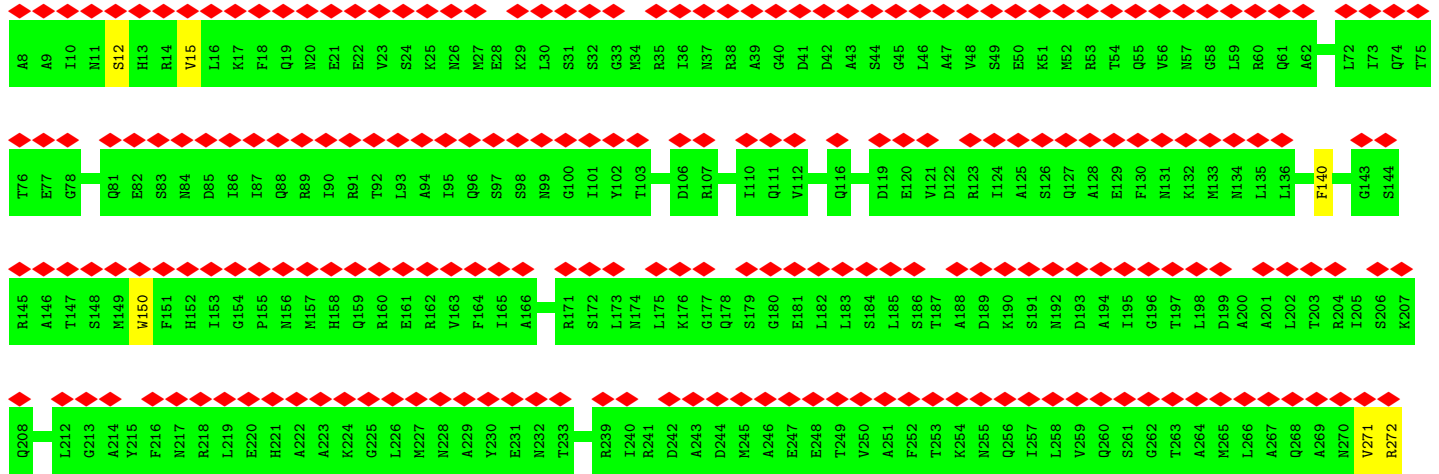 A8 A9 I10 N11 S12 H13 R14 V15 L16 K17 F18 Q19 N20 E21 E22 V23 S24 K25 N26 M27 E28 K29 L30 S31 S32 G33 M34 R35 I36 N37 R38 A39 G40 D41 D42 A43 S44 G45 L46 A47 V48 S49 E50 K51 M52 R53 T54 Q55 V56 N57 G58 L59 R60 Q61 A62 L72 I73 Q74 T75
T76 E77 G78 Q81 E82 S83 N84 D85 I86 I87 Q88 R89 I90 R91 T92 L93 A94 I95 Q96 S97 S98 N99 G100 I101 Y102 T103 D106 R107 I110 Q111 V112 Q116 D119 E120 V121 D122 R123 I124 A125 S126 Q127 A128 E129 F130 N131 K132 M133 N134 L135 L136 F140 G143 S144
R145 A146 T147 S148 M149 W150 F151 H152 I153 G154 P155 N156 M157 H158 Q159 R160 E161 R162 V163 F164 I165 A166 R171 S172 L173 N174 L175 K176 G177 Q178 S179 G180 E181 L182 L183 S184 L185 S186 T187 A188 D189 K190 S191 N192 D193 A194 I195 G196 T197 L198 D199 A200 A201 L202 T203 R204 I205 S206 K207
Q208 L212 G213 A214 Y215 F216 N217 R218 L219 E220 H221 A222 A223 K224 G225 L226 M227 N228 A229 Y230 E231 N232 T233 R239 I240 R241 D242 A243 D244 M245 A246 E247 E248 T249 V250 A251 F252 T253 K254 N255 Q256 I257 L258 V259 Q260 S261 G262 T263 A264 M265 L266 A267 Q268 A269 N270 V271 R272